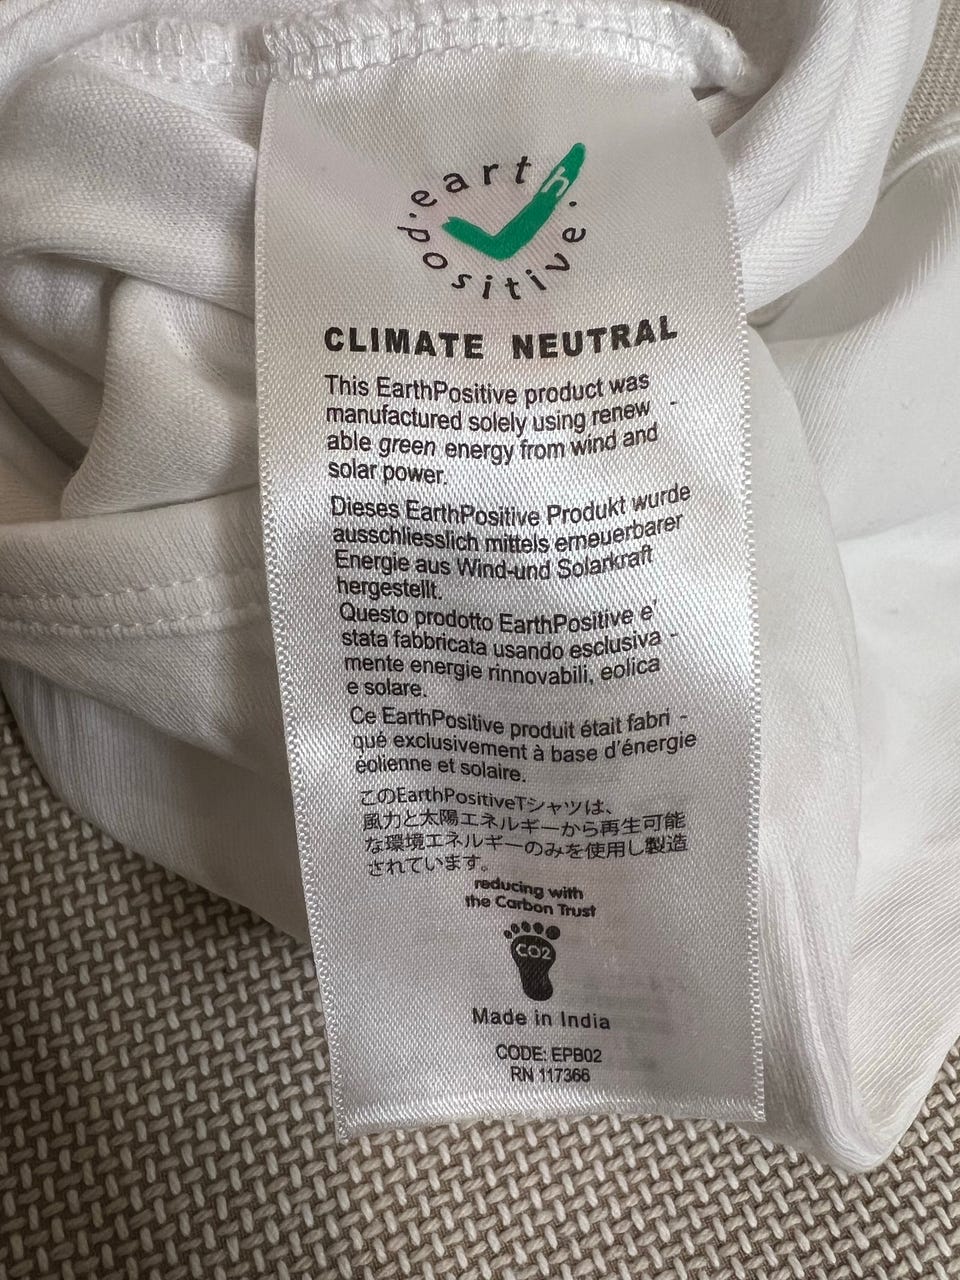 earth
·positive·
CLIMATE NEUTRAL
This EarthPositive product was
manufactured solely using renew -
able green energy from wind and
solar power.
Dieses EarthPositive Produkt wurde
ausschliesslich mittels erneuerbarer
Energie aus Wind-und Solarkraft
hergestellt.
Questo prodotto EarthPositive e'
stata fabbricata usando esclusiva -
mente energie rinnovabili, eolica
e solare.
Ce EarthPositive produit était fabri -
qué exclusivement à base d'énergie
éolienne et solaire.
このEarthPositiveTシャツは、
風力と太陽エネルギーから再生可能
な環境エネルギーのみを使用し製造
されています。
reducing with
the Carbon Trust
CO2
Made in India
CODE: EPB02
RN 117366